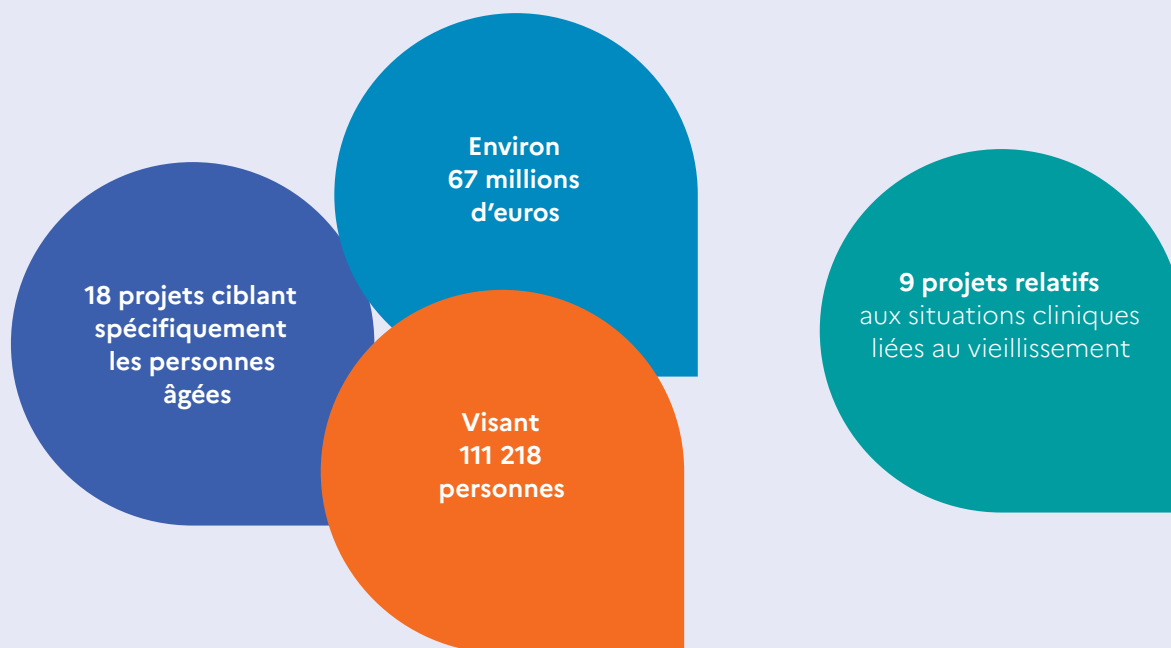 18 projets ciblant
spécifiquement
les personnes
âgées
Environ
67 millions
d’euros
Visant
111 218
personnes
9 projets relatifs
aux situations cliniques
liées au vieillissement